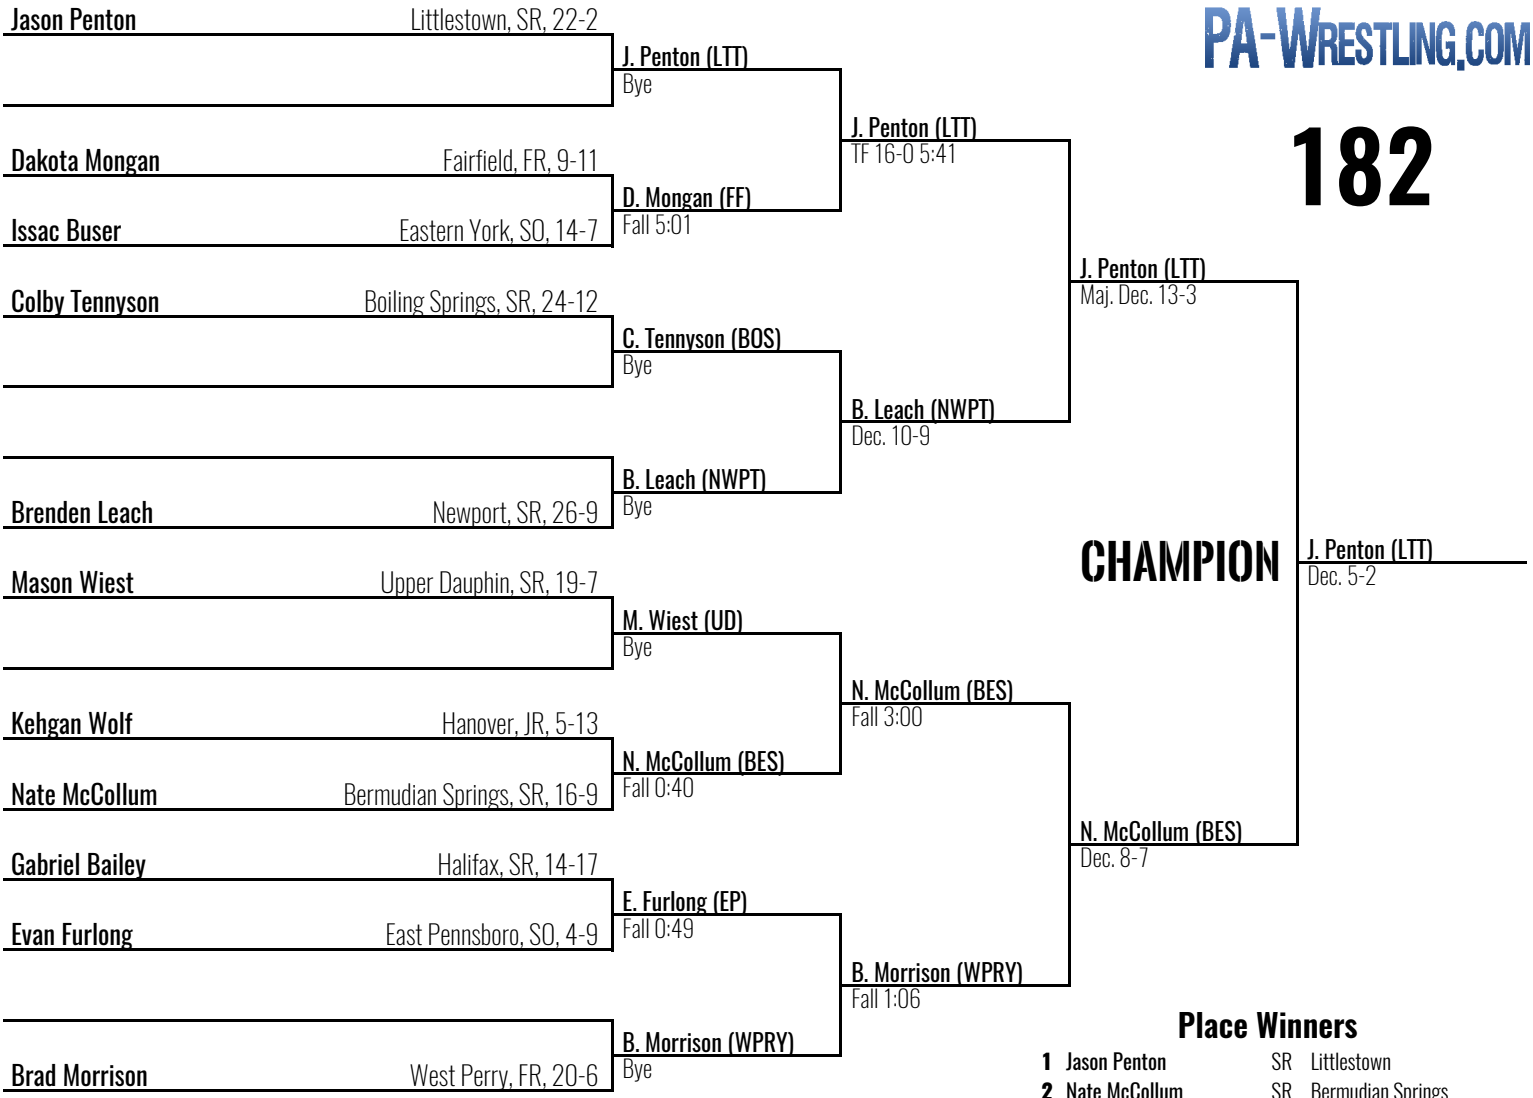 PA-WRESTLING.COM
182
Jason Penton Littlestown, SR, 22-2
J. Penton (LTT)
Bye
Dakota Mongan Fairfield, FR, 9-11
Issac Buser Eastern York, SO, 14-7
D. Mongan (FF)
Fall 5:01
J. Penton (LTT)
TF 16-0 5:41
Colby Tennyson Boiling Springs, SR, 24-12
C. Tennyson (BOS)
Bye
Brenden Leach Newport, SR, 26-9
B. Leach (NWPT)
Bye
B. Leach (NWPT)
Dec. 10-9
J. Penton (LTT)
Maj. Dec. 13-3
Mason Wiest Upper Dauphin, SR, 19-7
M. Wiest (UD)
Bye
Kehgan Wolf Hanover, JR, 5-13
Nate McCollum Bermudian Springs, SR, 16-9
N. McCollum (BES)
Fall 0:40
N. McCollum (BES)
Fall 3:00
Gabriel Bailey Halifax, SR, 14-17
Evan Furlong East Pennsboro, SO, 4-9
E. Furlong (EP)
Fall 0:49
Brad Morrison West Perry, FR, 20-6
B. Morrison (WPRY)
Bye
B. Morrison (WPRY)
Fall 1:06
N. McCollum (BES)
Dec. 8-7
CHAMPION
J. Penton (LTT)
Dec. 5-2
Place Winners
1 Jason Penton SR Littlestown
2 Nate McCollum SR Bermudian Springs